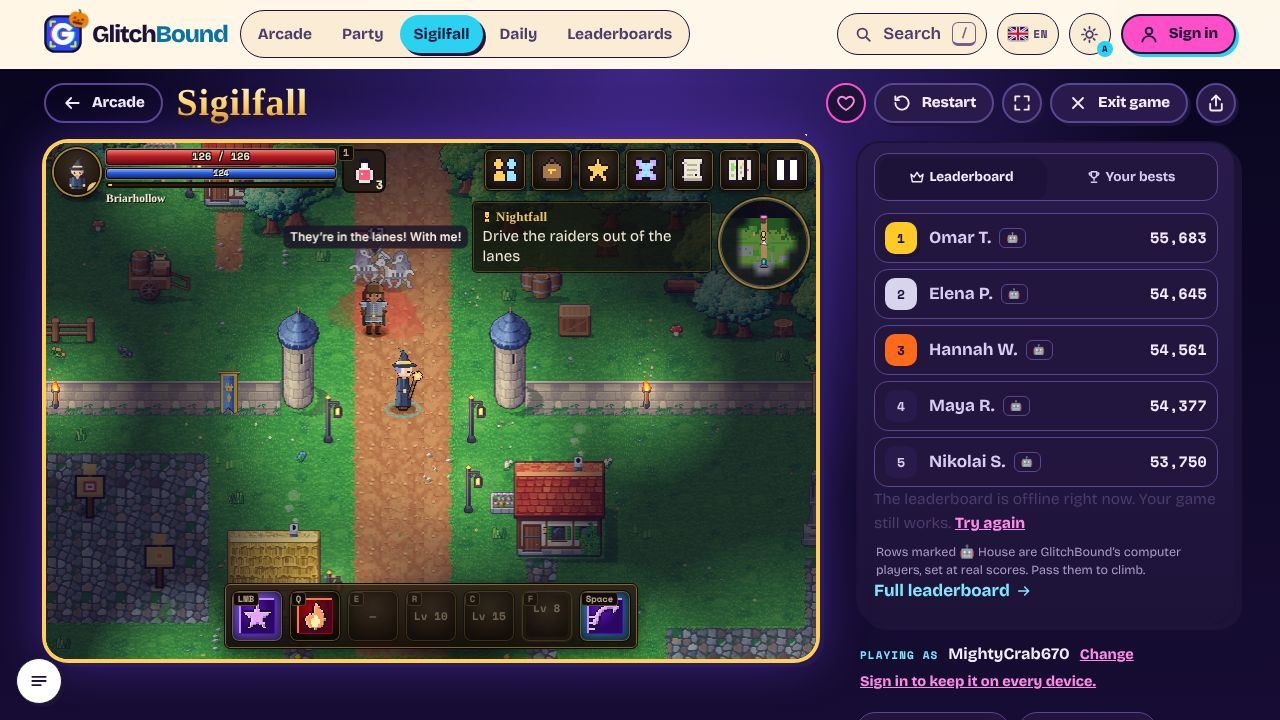 GlitchBound
Arcade
Party
Sigilfall
Daily
Leaderboards
Search /
EN
A
Sign in
Arcade
Sigilfall
Restart
Exit game
126 / 126
124
Briarhollow
1
3
They're in the lanes! With me!
Nightfall
Drive the raiders out of the
lanes
LMB
Q
E
–
R
Lv 10
C
Lv 15
F
Lv 8
Space
Leaderboard
Your bests
1 Omar T. 55,683
2 Elena P. 54,645
3 Hannah W. 54,561
4 Maya R. 54,377
5 Nikolai S. 53,750
The leaderboard is offline right now. Your game
still works. Try again
Rows marked 🤖 House are GlitchBound's computer
players, set at real scores. Pass them to climb.
Full leaderboard →
PLAYING AS MightyCrab670 Change
Sign in to keep it on every device.